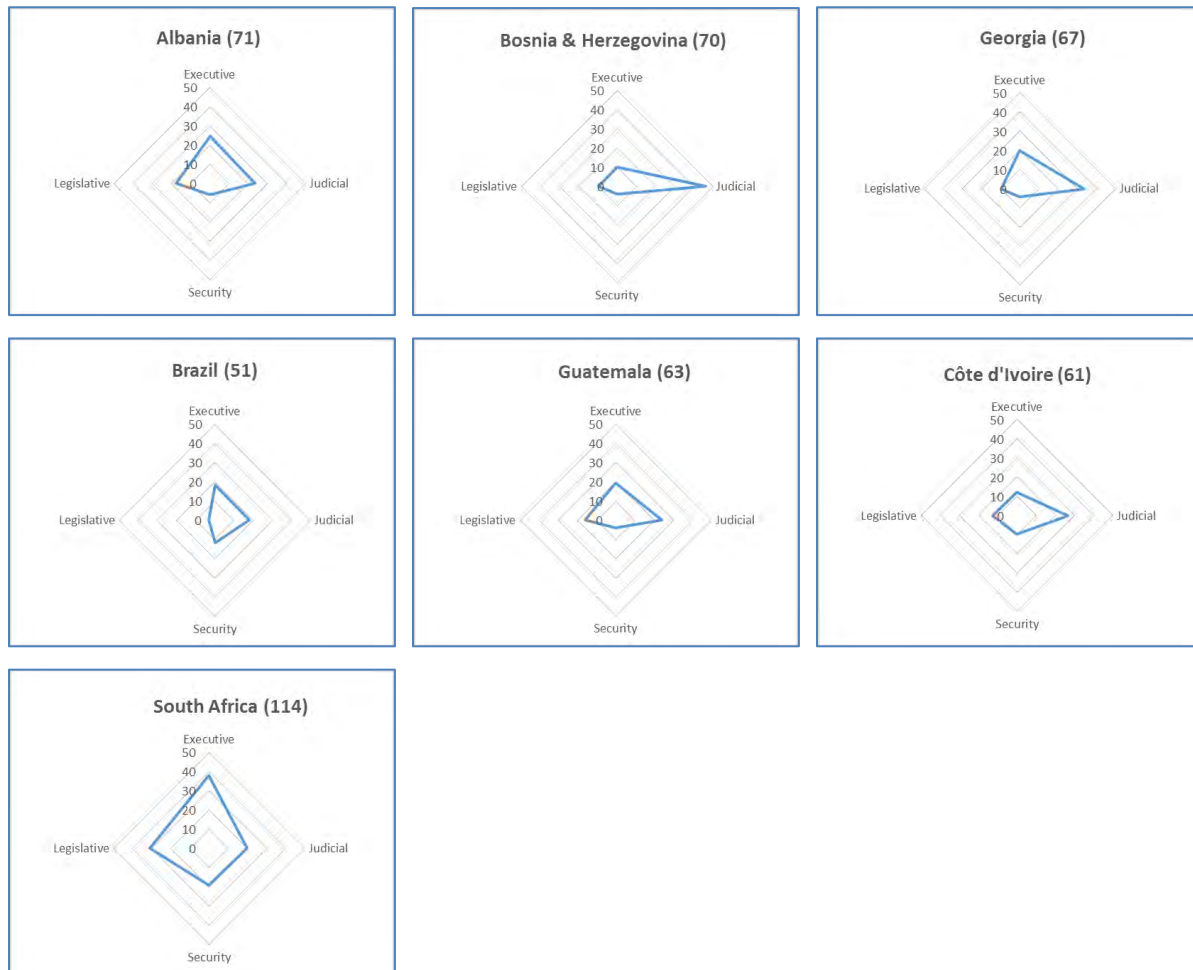 Albania (71)
Executive
50
40
30
20
10
0
Legislative
Judicial
Security
Bosnia & Herzegovina (70)
Executive
50
40
30
20
10
0
Legislative
Judicial
Security
Georgia (67)
Executive
50
40
30
20
10
0
Legislative
Judicial
Security
Brazil (51)
Executive
50
40
30
20
10
0
Legislative
Judicial
Security
Guatemala (63)
Executive
50
40
30
20
10
0
Legislative
Judicial
Security
Côte d'Ivoire (61)
Executive
50
40
30
20
10
0
Legislative
Judicial
Security
South Africa (114)
Executive
50
40
30
20
10
0
Legislative
Judicial
Security